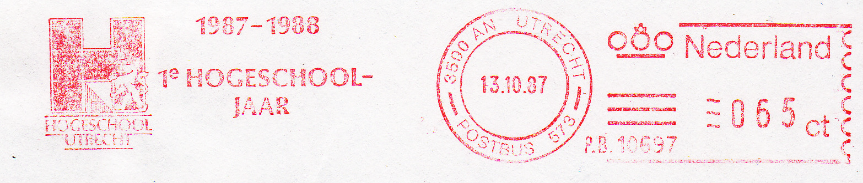 HOGESCHOOL
UTRECHT
1987-1988
1e HOGESCHOOL-
JAAR
3500 AN UTRECHT
13.10.87
POSTBUS 573
Nederland
065 ct
P.B. 10697